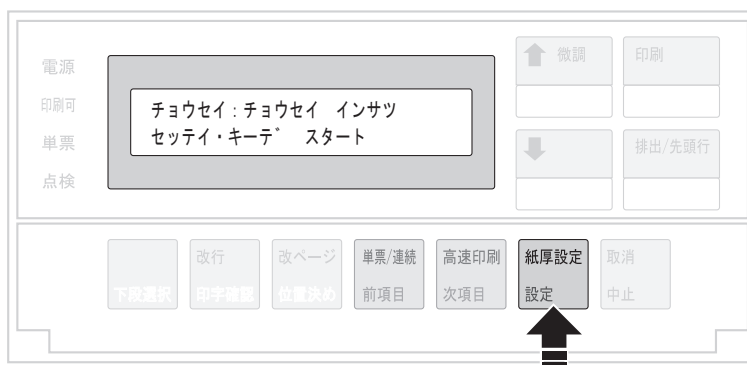 電源
印刷可
単票
点検
チョウセイ：チョウセイ　インサツ
セッテイ・キーデ゛　スタート
微調
印刷
排出/先頭行
下段選択
改行
印字確認
改ページ
位置決め
単票/連続
前項目
高速印刷
次項目
紙厚設定
設定
取消
中止